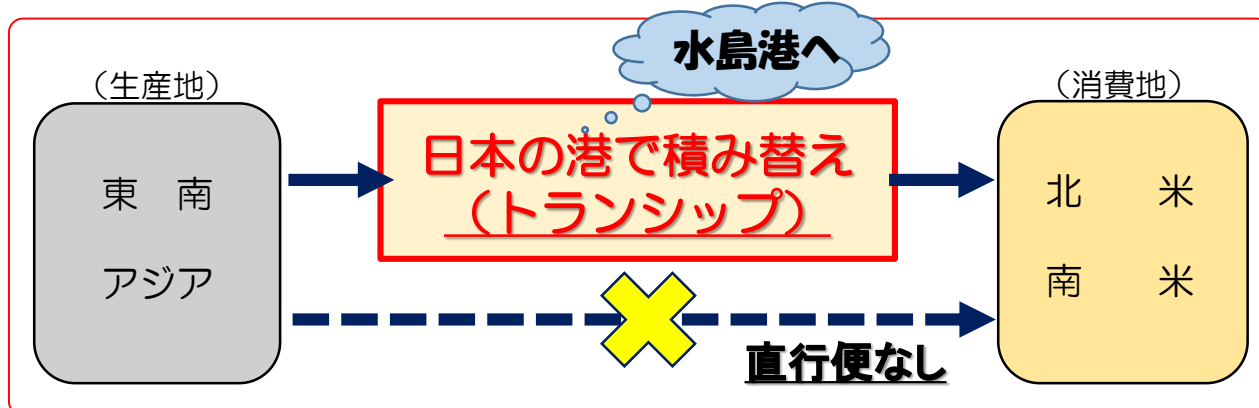 水島港へ
（生産地）
（消費地）
日本の港で積み替え
（トランシップ）
東　南
アジア
北　米
南　米
直行便なし